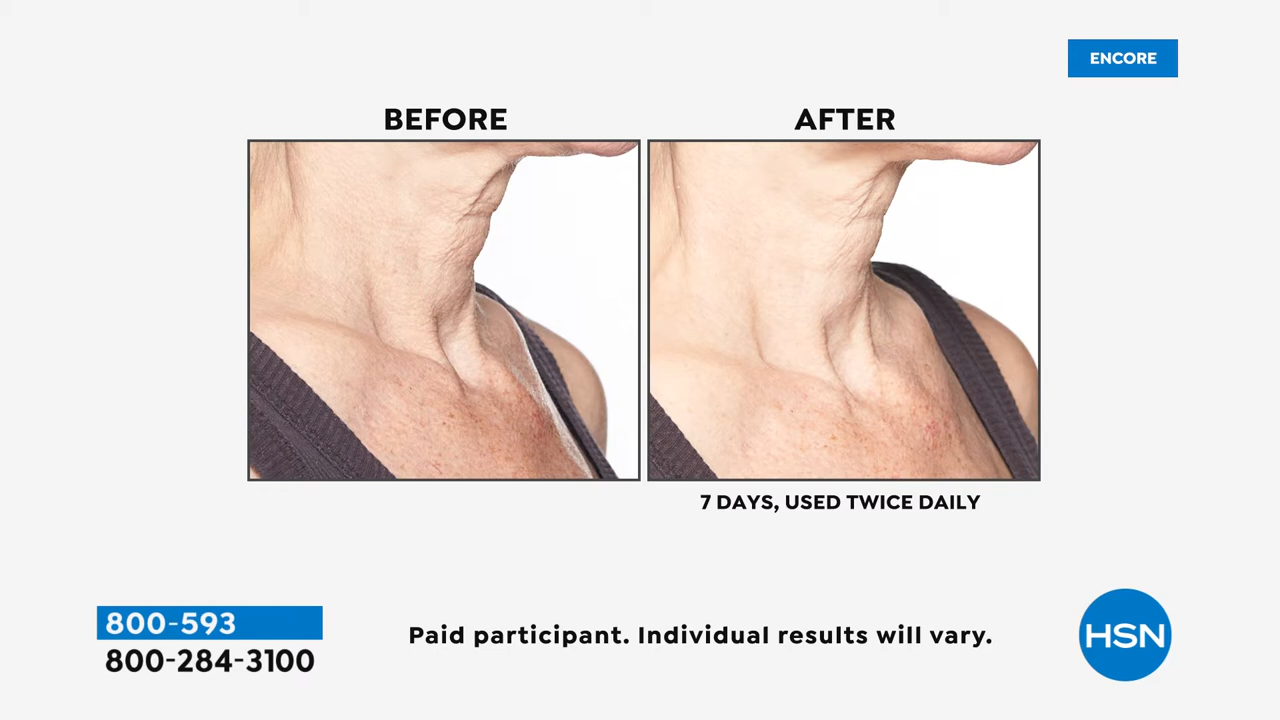 ENCORE
BEFORE
AFTER
7 DAYS, USED TWICE DAILY
800-593
800-284-3100
Paid participant. Individual results will vary.
HSN